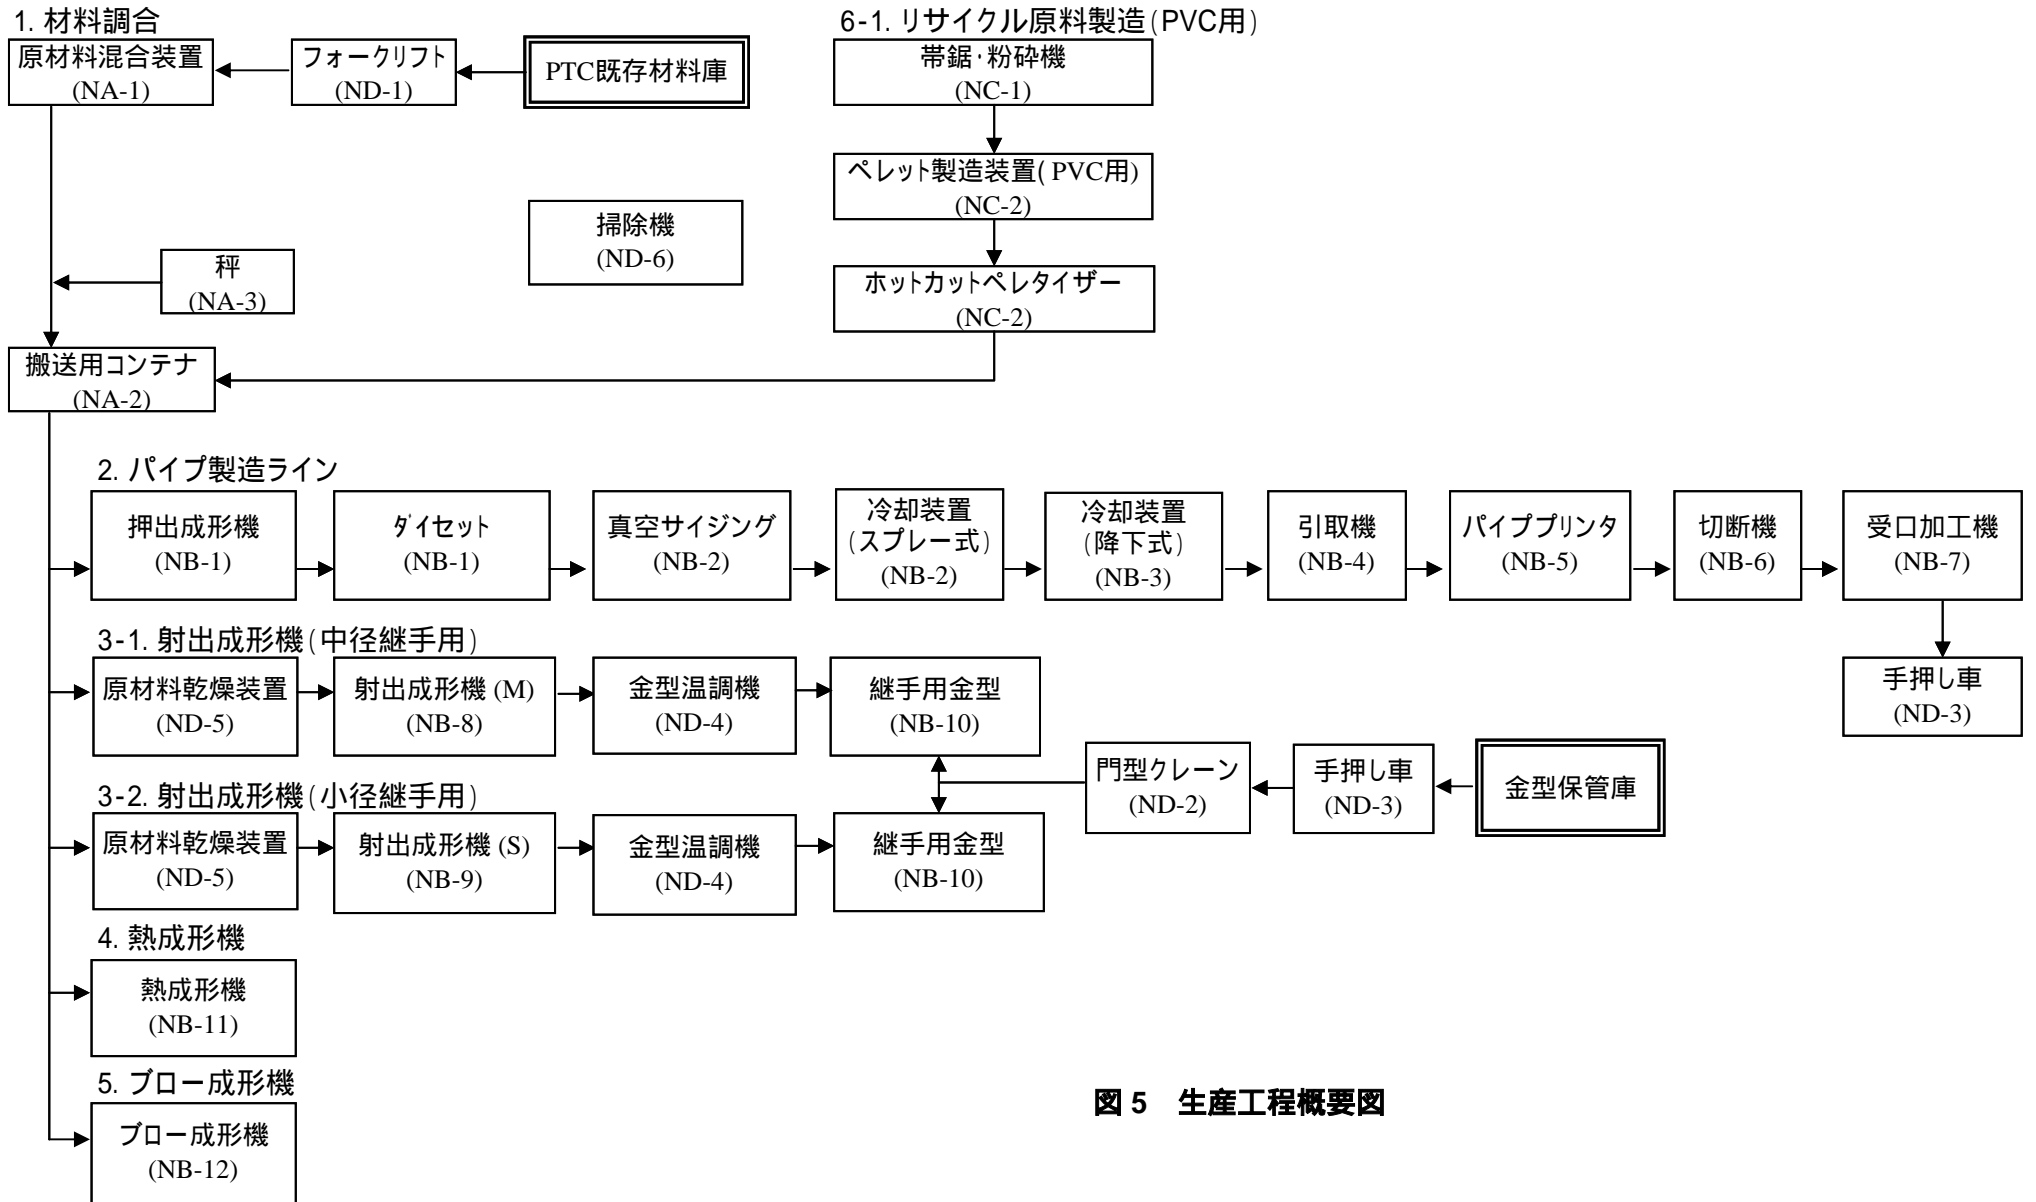 1. 材料調合
原材料混合装置
(NA-1)
フォークリフト
(ND-1)
PTC既存材料庫
6-1. リサイクル原料製造(PVC用)
帯鋸・粉砕機
(NC-1)
ペレット製造装置(PVC用)
(NC-2)
掃除機
(ND-6)
秤
(NA-3)
ホットカットペレタイザー
(NC-2)
搬送用コンテナ
(NA-2)
2. パイプ製造ライン
押出成形機
(NB-1)
ダイセット
(NB-1)
真空サイジング
(NB-2)
冷却装置
(スプレー式)
(NB-2)
冷却装置
(降下式)
(NB-3)
引取機
(NB-4)
パイププリンタ
(NB-5)
切断機
(NB-6)
受口加工機
(NB-7)
手押し車
(ND-3)
3-1. 射出成形機(中径継手用)
原材料乾燥装置
(ND-5)
射出成形機 (M)
(NB-8)
金型温調機
(ND-4)
継手用金型
(NB-10)
門型クレーン
(ND-2)
手押し車
(ND-3)
金型保管庫
3-2. 射出成形機(小径継手用)
原材料乾燥装置
(ND-5)
射出成形機 (S)
(NB-9)
金型温調機
(ND-4)
継手用金型
(NB-10)
4. 熱成形機
熱成形機
(NB-11)
5. ブロー成形機
ブロー成形機
(NB-12)
図 5　生産工程概要図